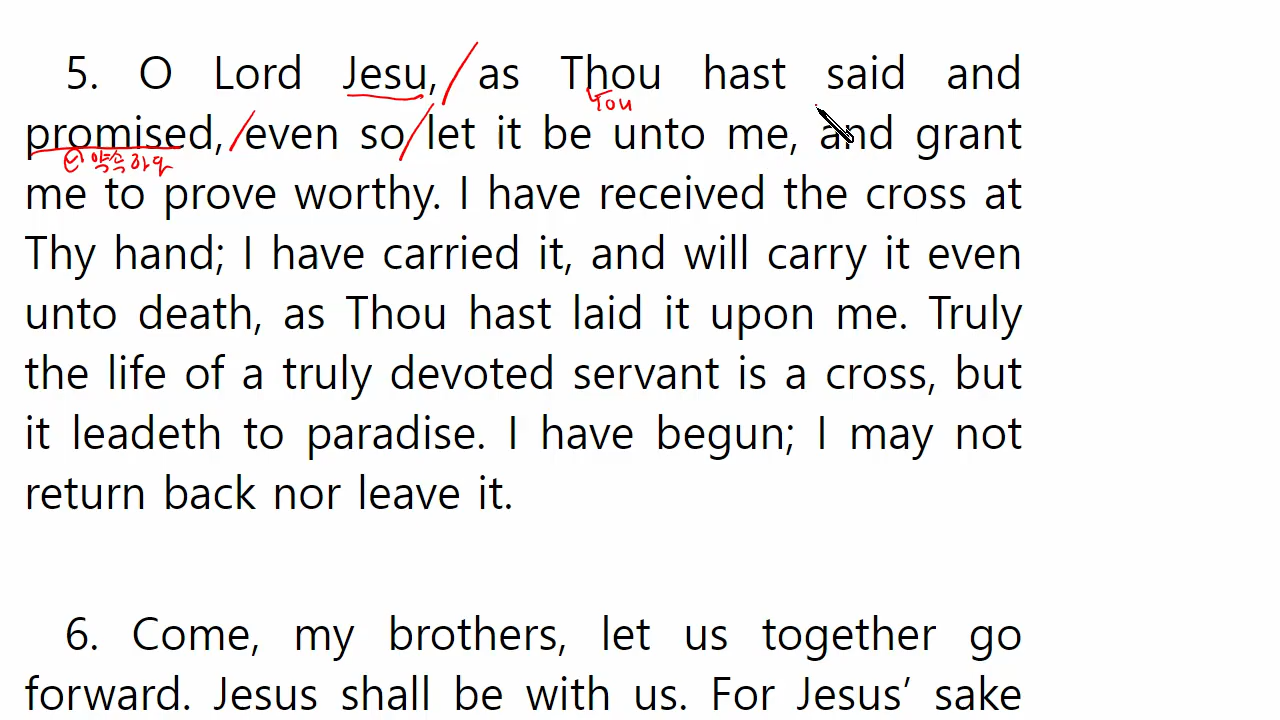 5. O Lord Jesu, as Thou hast said and
You
promised, even so let it be unto me, and grant
약속하다
me to prove worthy. I have received the cross at
Thy hand; I have carried it, and will carry it even
unto death, as Thou hast laid it upon me. Truly
the life of a truly devoted servant is a cross, but
it leadeth to paradise. I have begun; I may not
return back nor leave it.
6. Come, my brothers, let us together go
forward. Jesus shall be with us. For Jesus’ sake